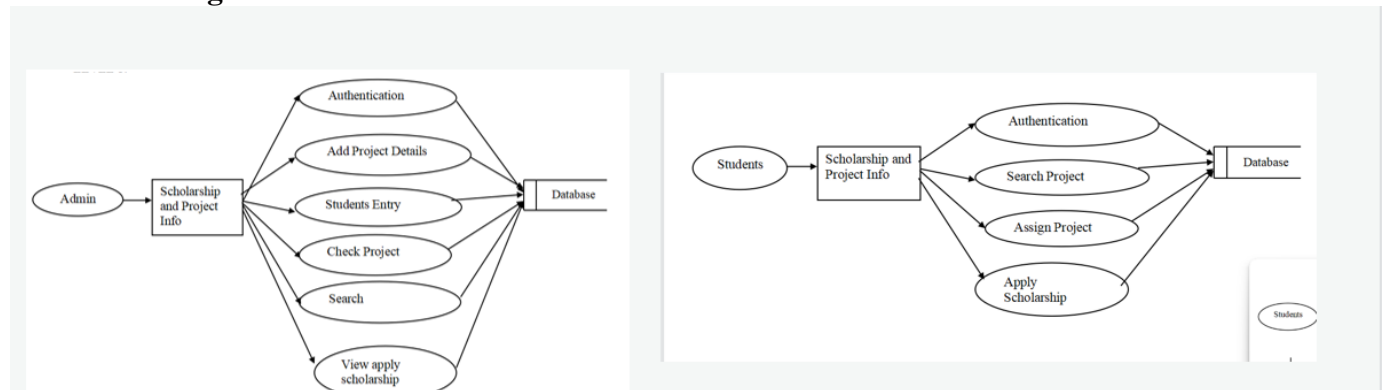 Authentication
Add Project Details
Admin
Scholarship
and Project
Info
Students Entry
Database
Check Project
Search
View apply
scholarship
Authentication
Students
Scholarship and
Project Info
Search Project
Database
Assign Project
Apply
Scholarship
Students